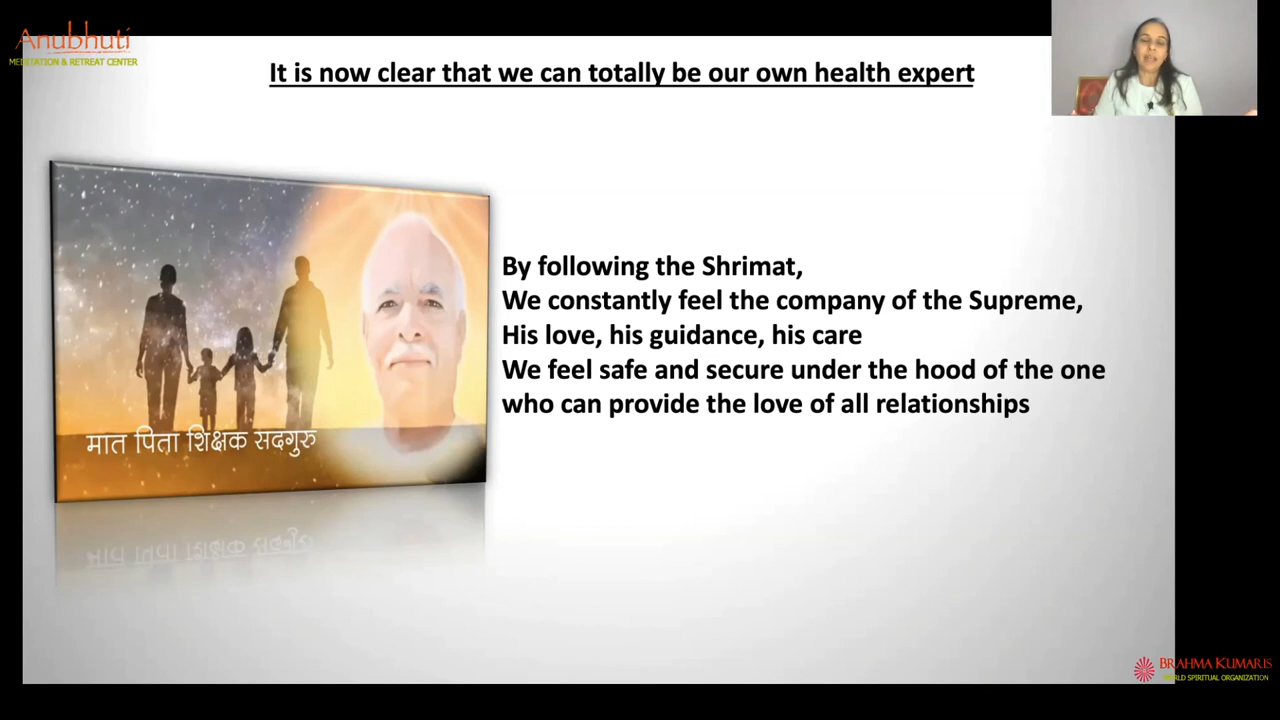 Anubhuti
MEDITATION & RETREAT CENTER
It is now clear that we can totally be our own health expert
By following the Shrimat,
We constantly feel the company of the Supreme,
His love, his guidance, his care
We feel safe and secure under the hood of the one
who can provide the love of all relationships
मात पिता शिक्षक सदगुरु
BRAHMA KUMARIS
WORLD SPIRITUAL ORGANIZATION